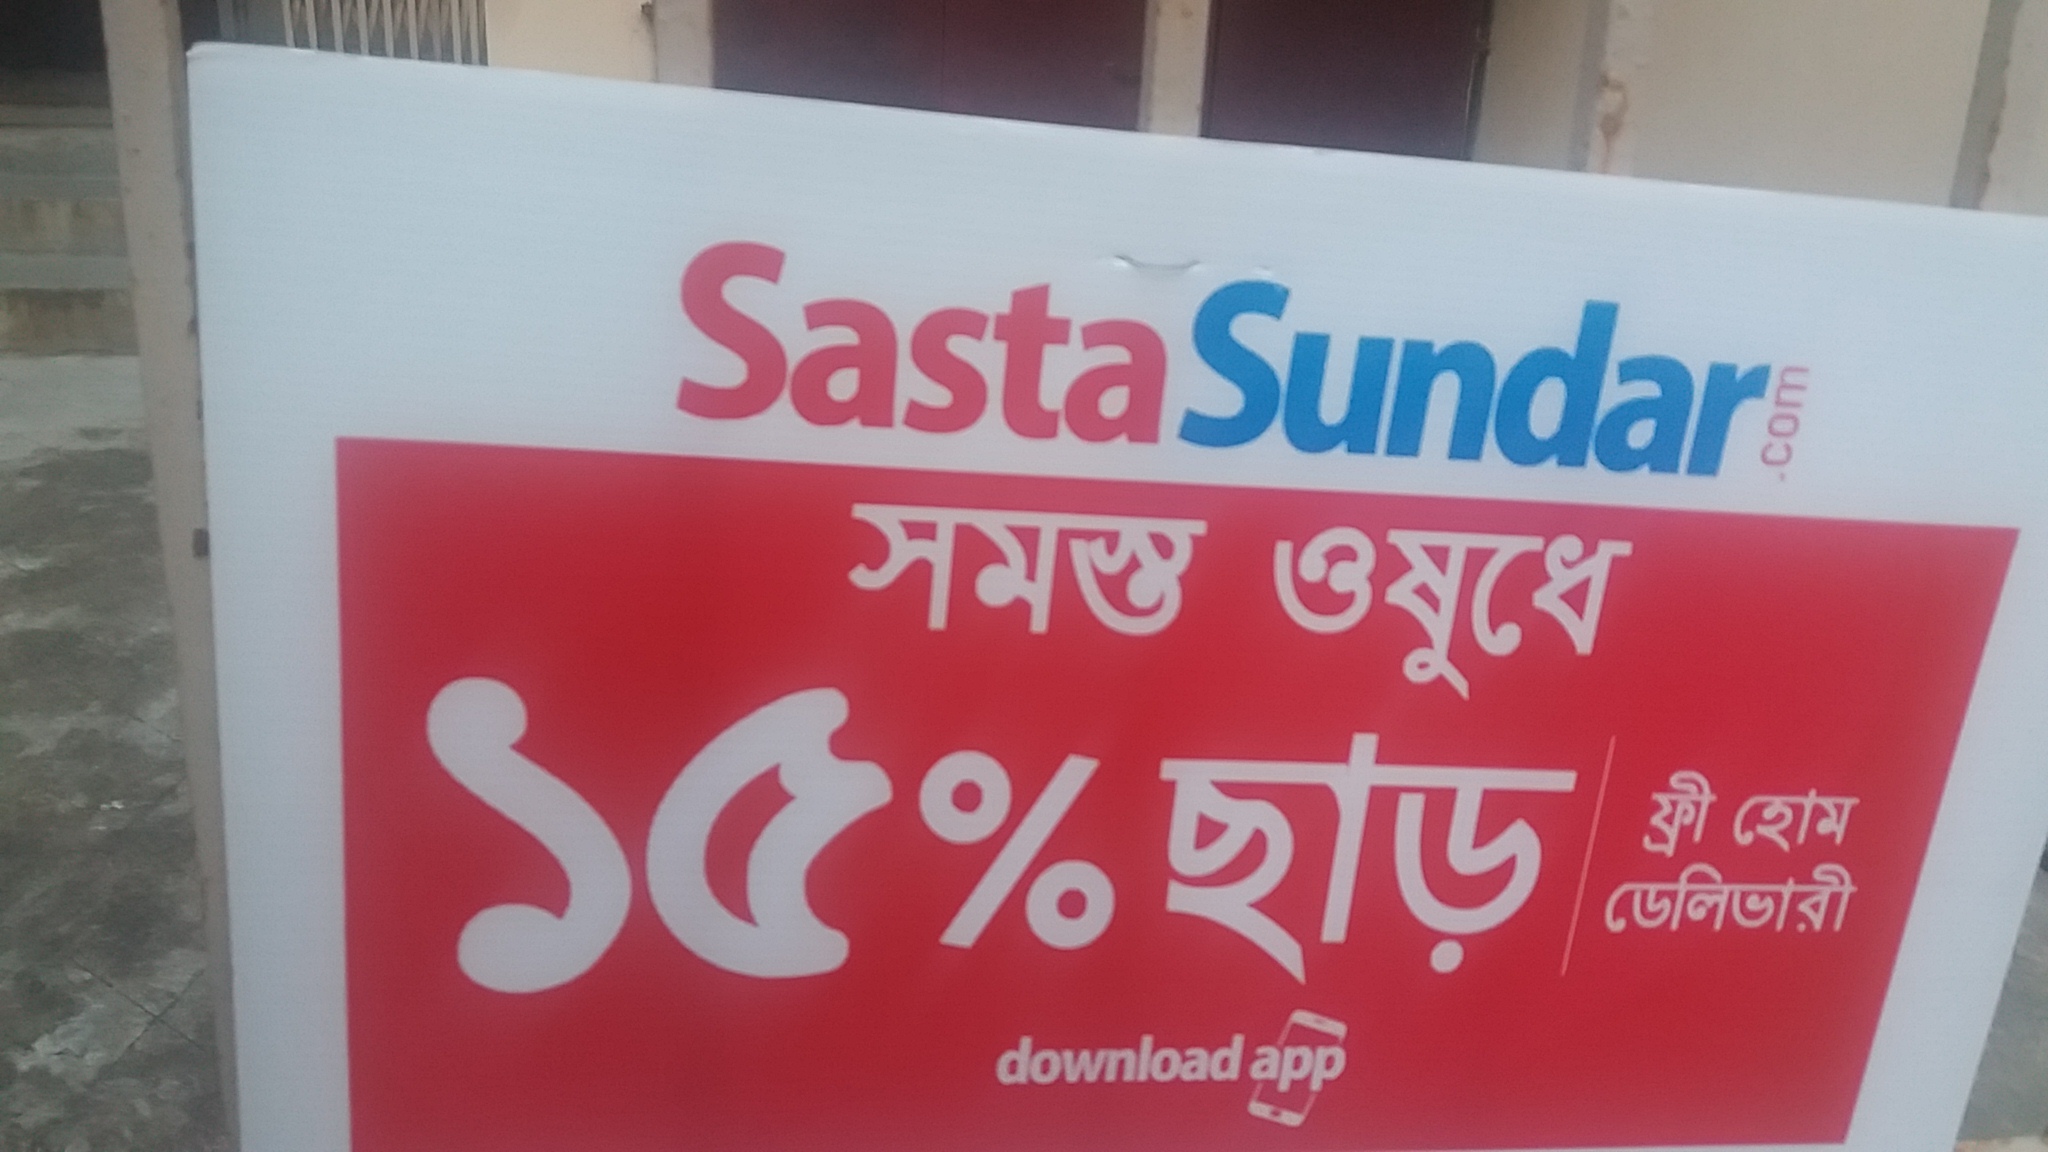 SastaSundar.com
সমস্ত ওষুধে
১৫% ছাড়
ফ্রী হোম
ডেলিভারী
download app